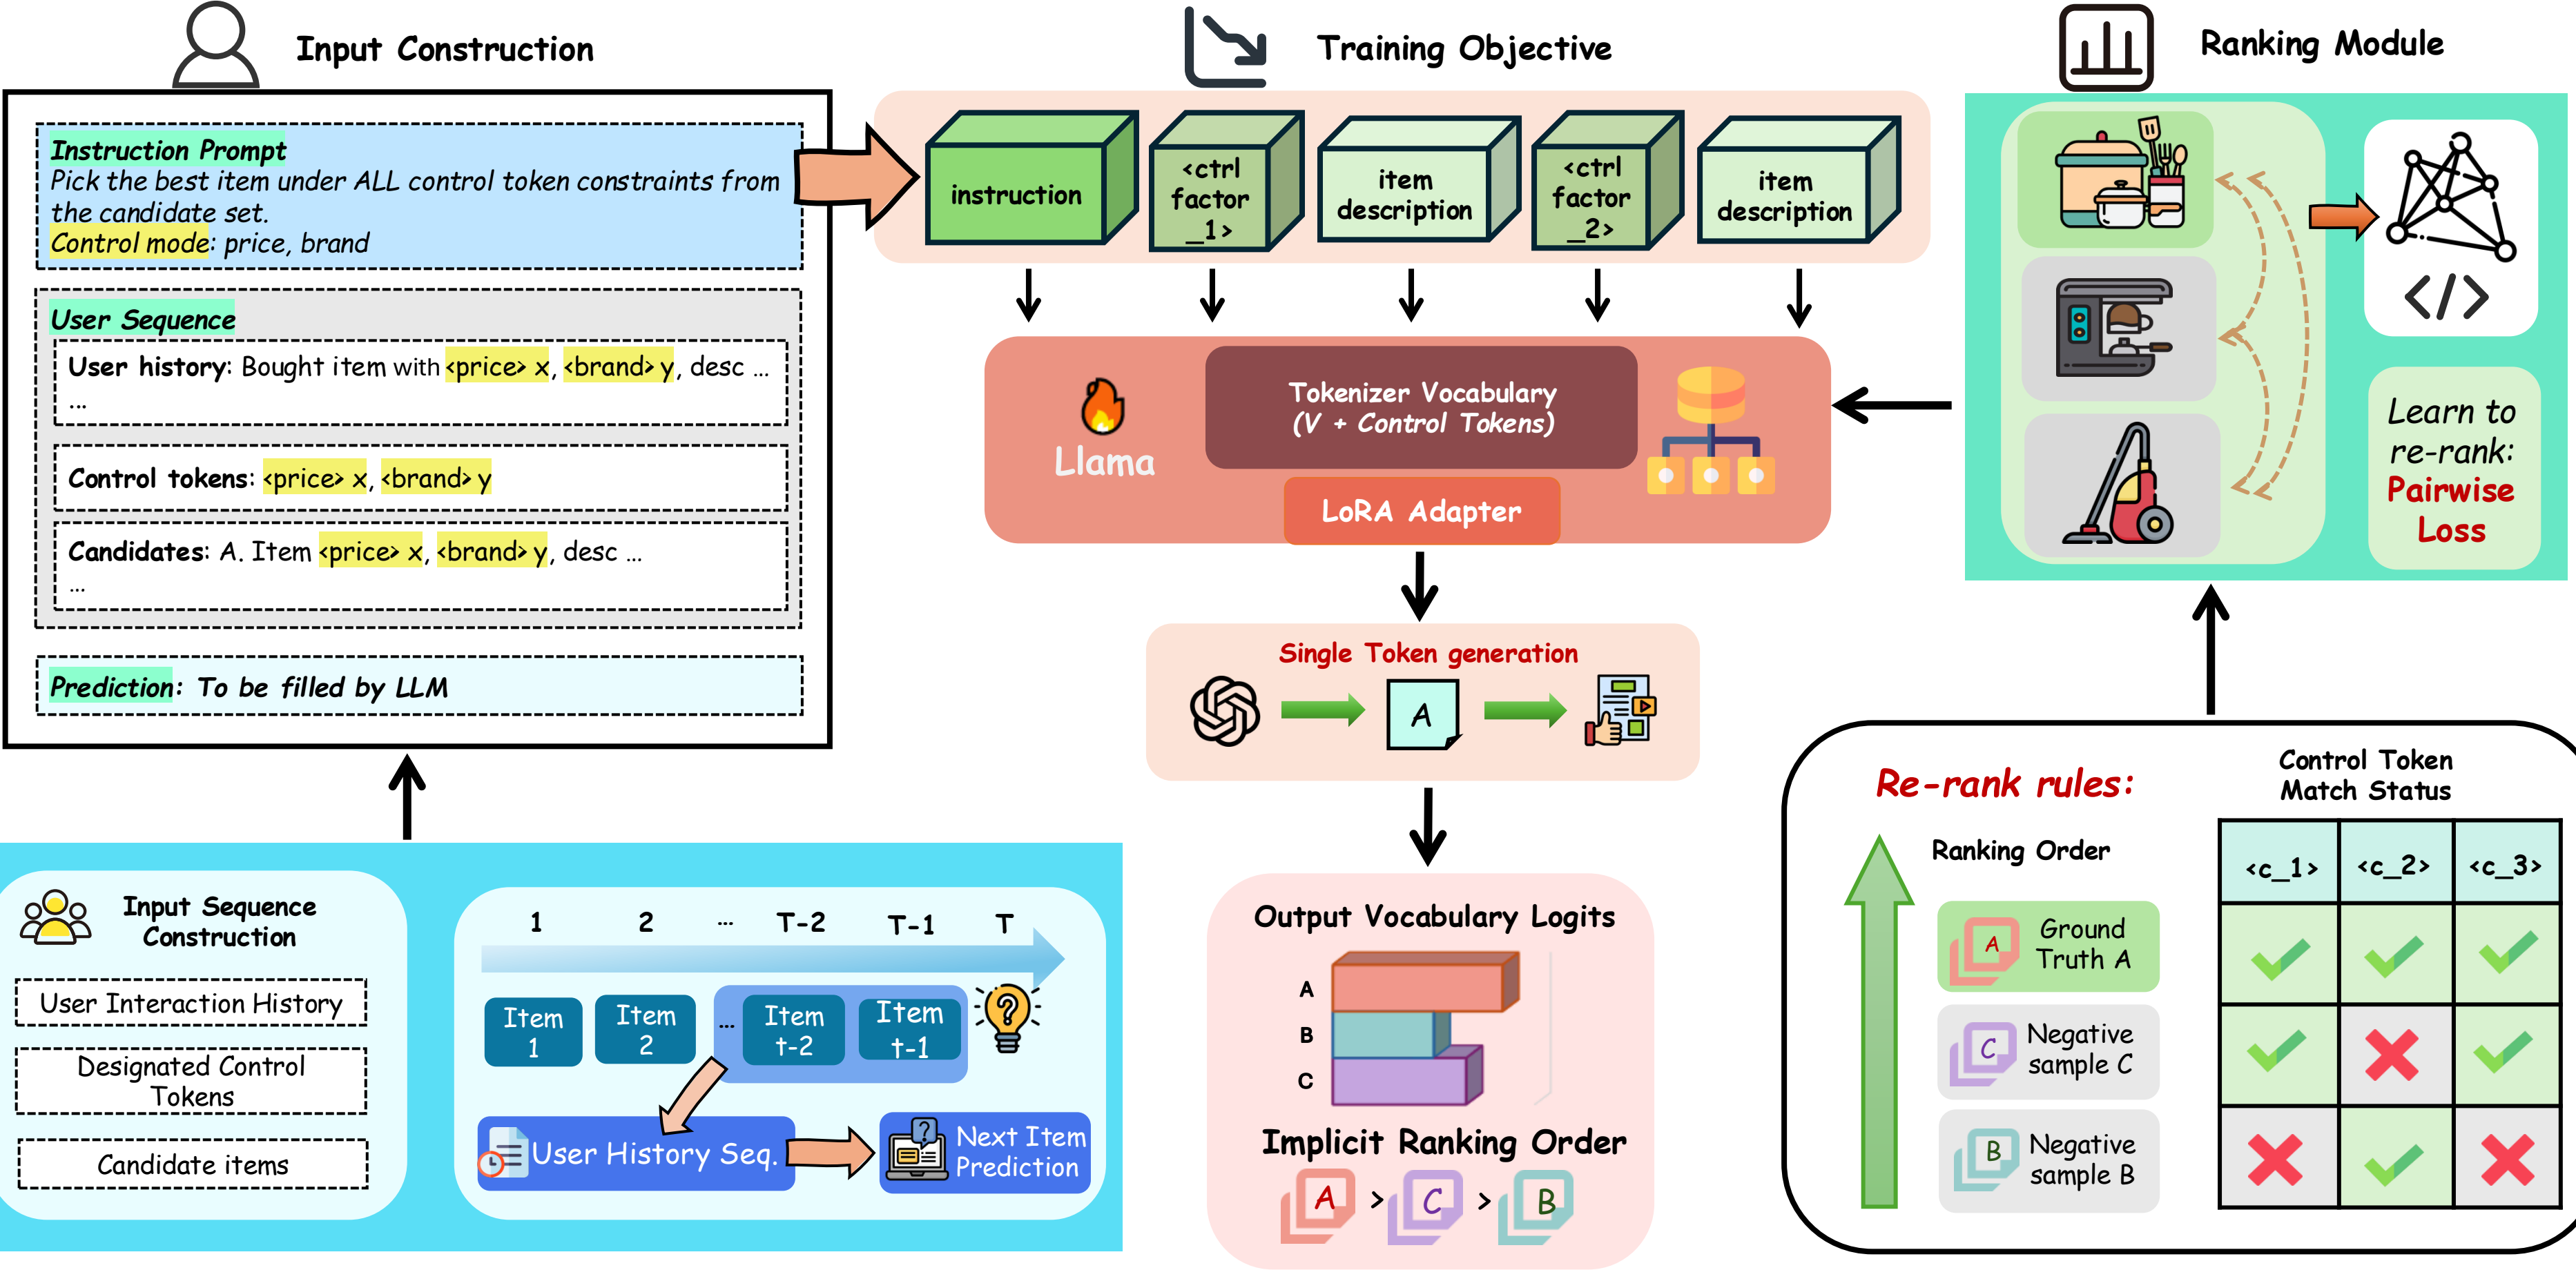 Input Construction
Instruction Prompt
Pick the best item under ALL control token constraints from
the candidate set.
Control mode: price, brand
User Sequence
User history: Bought item with <price> x, <brand> y, desc ...
...
Control tokens: <price> x, <brand> y
Candidates: A. Item <price> x, <brand> y, desc ...
...
Prediction: To be filled by LLM
Input Sequence
Construction
User Interaction History
Designated Control
Tokens
Candidate items
1 2 ... T-2 T-1 T
Item
1
Item
2
...
Item
t-2
Item
t-1
?
User History Seq.
?
Next Item
Prediction
Training Objective
instruction
<ctrl
factor
_1>
item
description
<ctrl
factor
_2>
item
description
Llama
Tokenizer Vocabulary
(V + Control Tokens)
LoRA Adapter
Single Token generation
A
Output Vocabulary Logits
A
B
C
Implicit Ranking Order
A > C > B
Ranking Module
</>
Learn to
re-rank:
Pairwise
Loss
Re-rank rules:
Ranking Order
A
Ground
Truth A
C
Negative
sample C
B
Negative
sample B
Control Token
Match Status
<c_1> <c_2> <c_3>